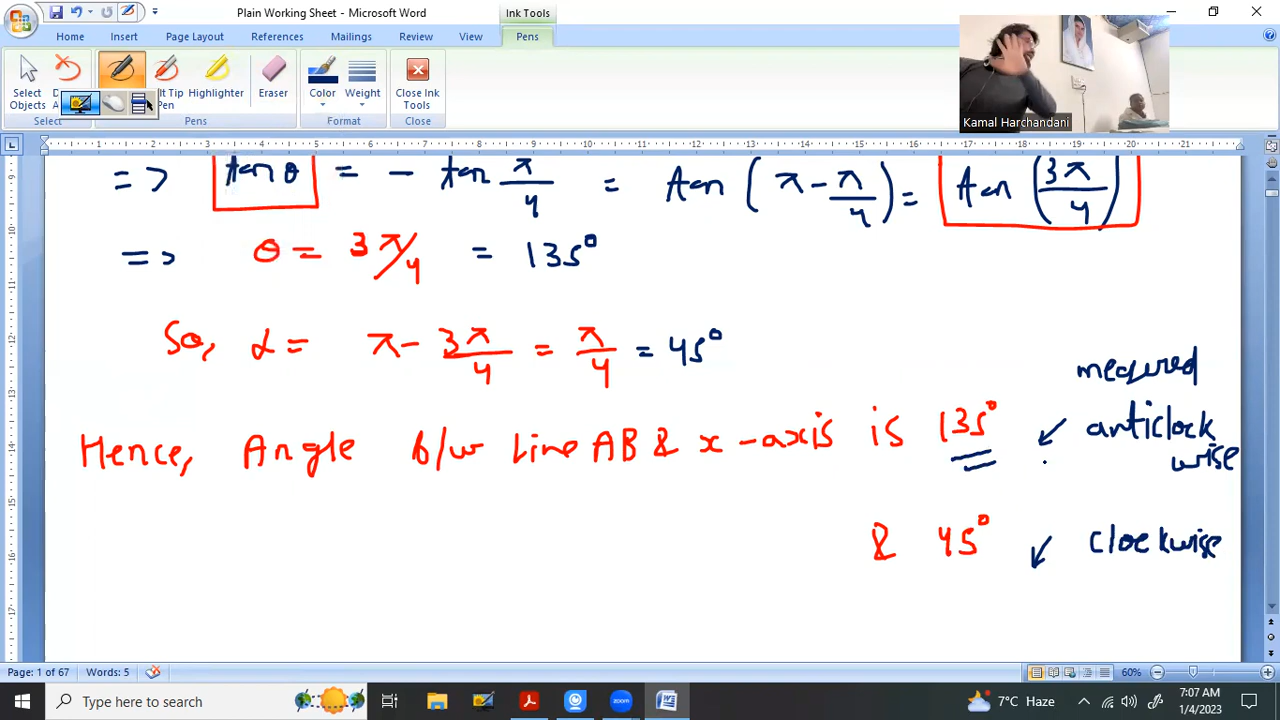 Plain Working Sheet - Microsoft Word
Ink Tools
Home Insert Page Layout References Mailings Review View Pens
Select Objects
Pen
Highlighter
Eraser
Color
Weight
Close Ink Tools
Select
Pens
Format
Close
Kamal Harchandani
=> tan θ = - tan π/4 = tan (π - π/4) = tan (3π/4)
=> θ = 3π/4 = 135°
So, α = π - 3π/4 = π/4 = 45°
measured
Hence, Angle b/w Line AB & x-axis is 135° ↙ anticlock
wise
& 45° ↙ clockwise
Page: 1 of 67 Words: 5 60%
Type here to search
7°C Haze
7:07 AM
1/4/2023